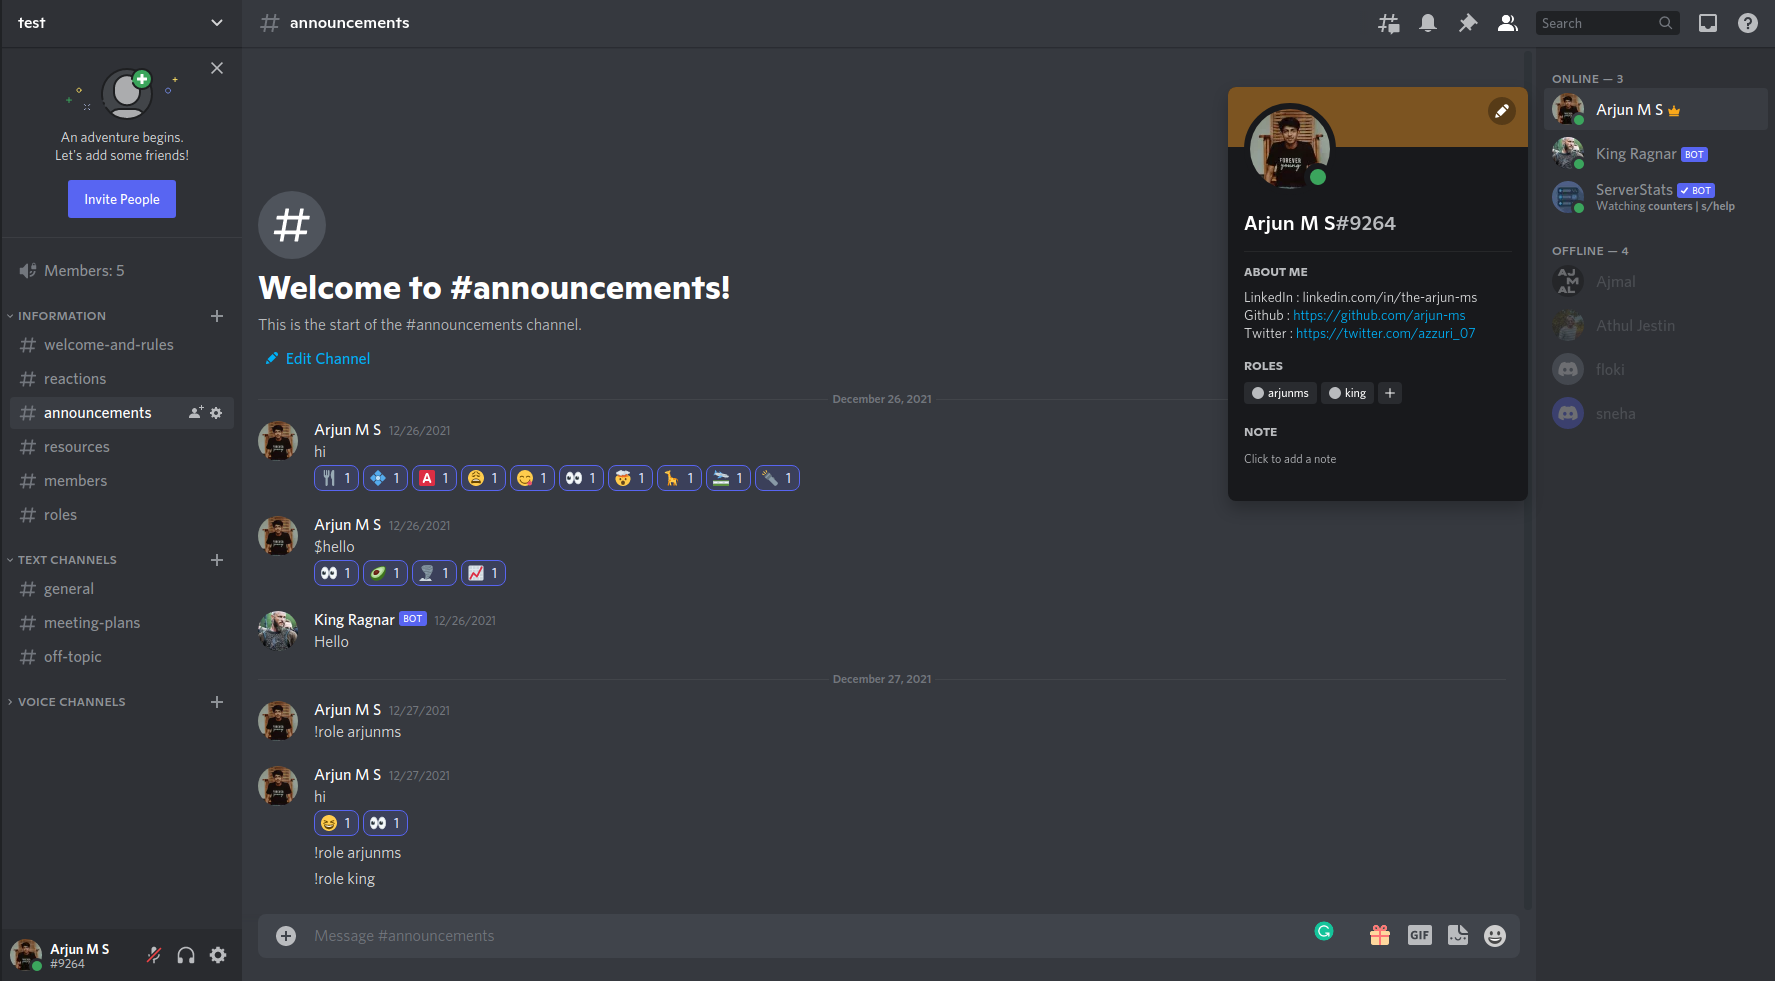 test
An adventure begins.
Let's add some friends!
Invite People
Members: 5
INFORMATION
welcome-and-rules
reactions
announcements
resources
members
roles
TEXT CHANNELS
general
meeting-plans
off-topic
VOICE CHANNELS
Arjun M S
#9264
# announcements
Search
#
Welcome to #announcements!
This is the start of the #announcements channel.
Edit Channel
December 26, 2021
Arjun M S 12/26/2021
hi
1 1 A 1 1 1 1 1 1 1 1
Arjun M S 12/26/2021
$hello
1 1 1 1
King Ragnar BOT 12/26/2021
Hello
December 27, 2021
Arjun M S 12/27/2021
!role arjunms
Arjun M S 12/27/2021
hi
1 1
!role arjunms
!role king
Message #announcements
GIF
FOREVER
young
Arjun M S#9264
ABOUT ME
LinkedIn : linkedin.com/in/the-arjun-ms
Github : https://github.com/arjun-ms
Twitter : https://twitter.com/azzuri_07
ROLES
arjunms king
NOTE
Click to add a note
ONLINE — 3
Arjun M S
King Ragnar BOT
ServerStats BOT
Watching counters | s/help
OFFLINE — 4
AJ
M
AL
Ajmal
Athul Jestin
floki
sneha